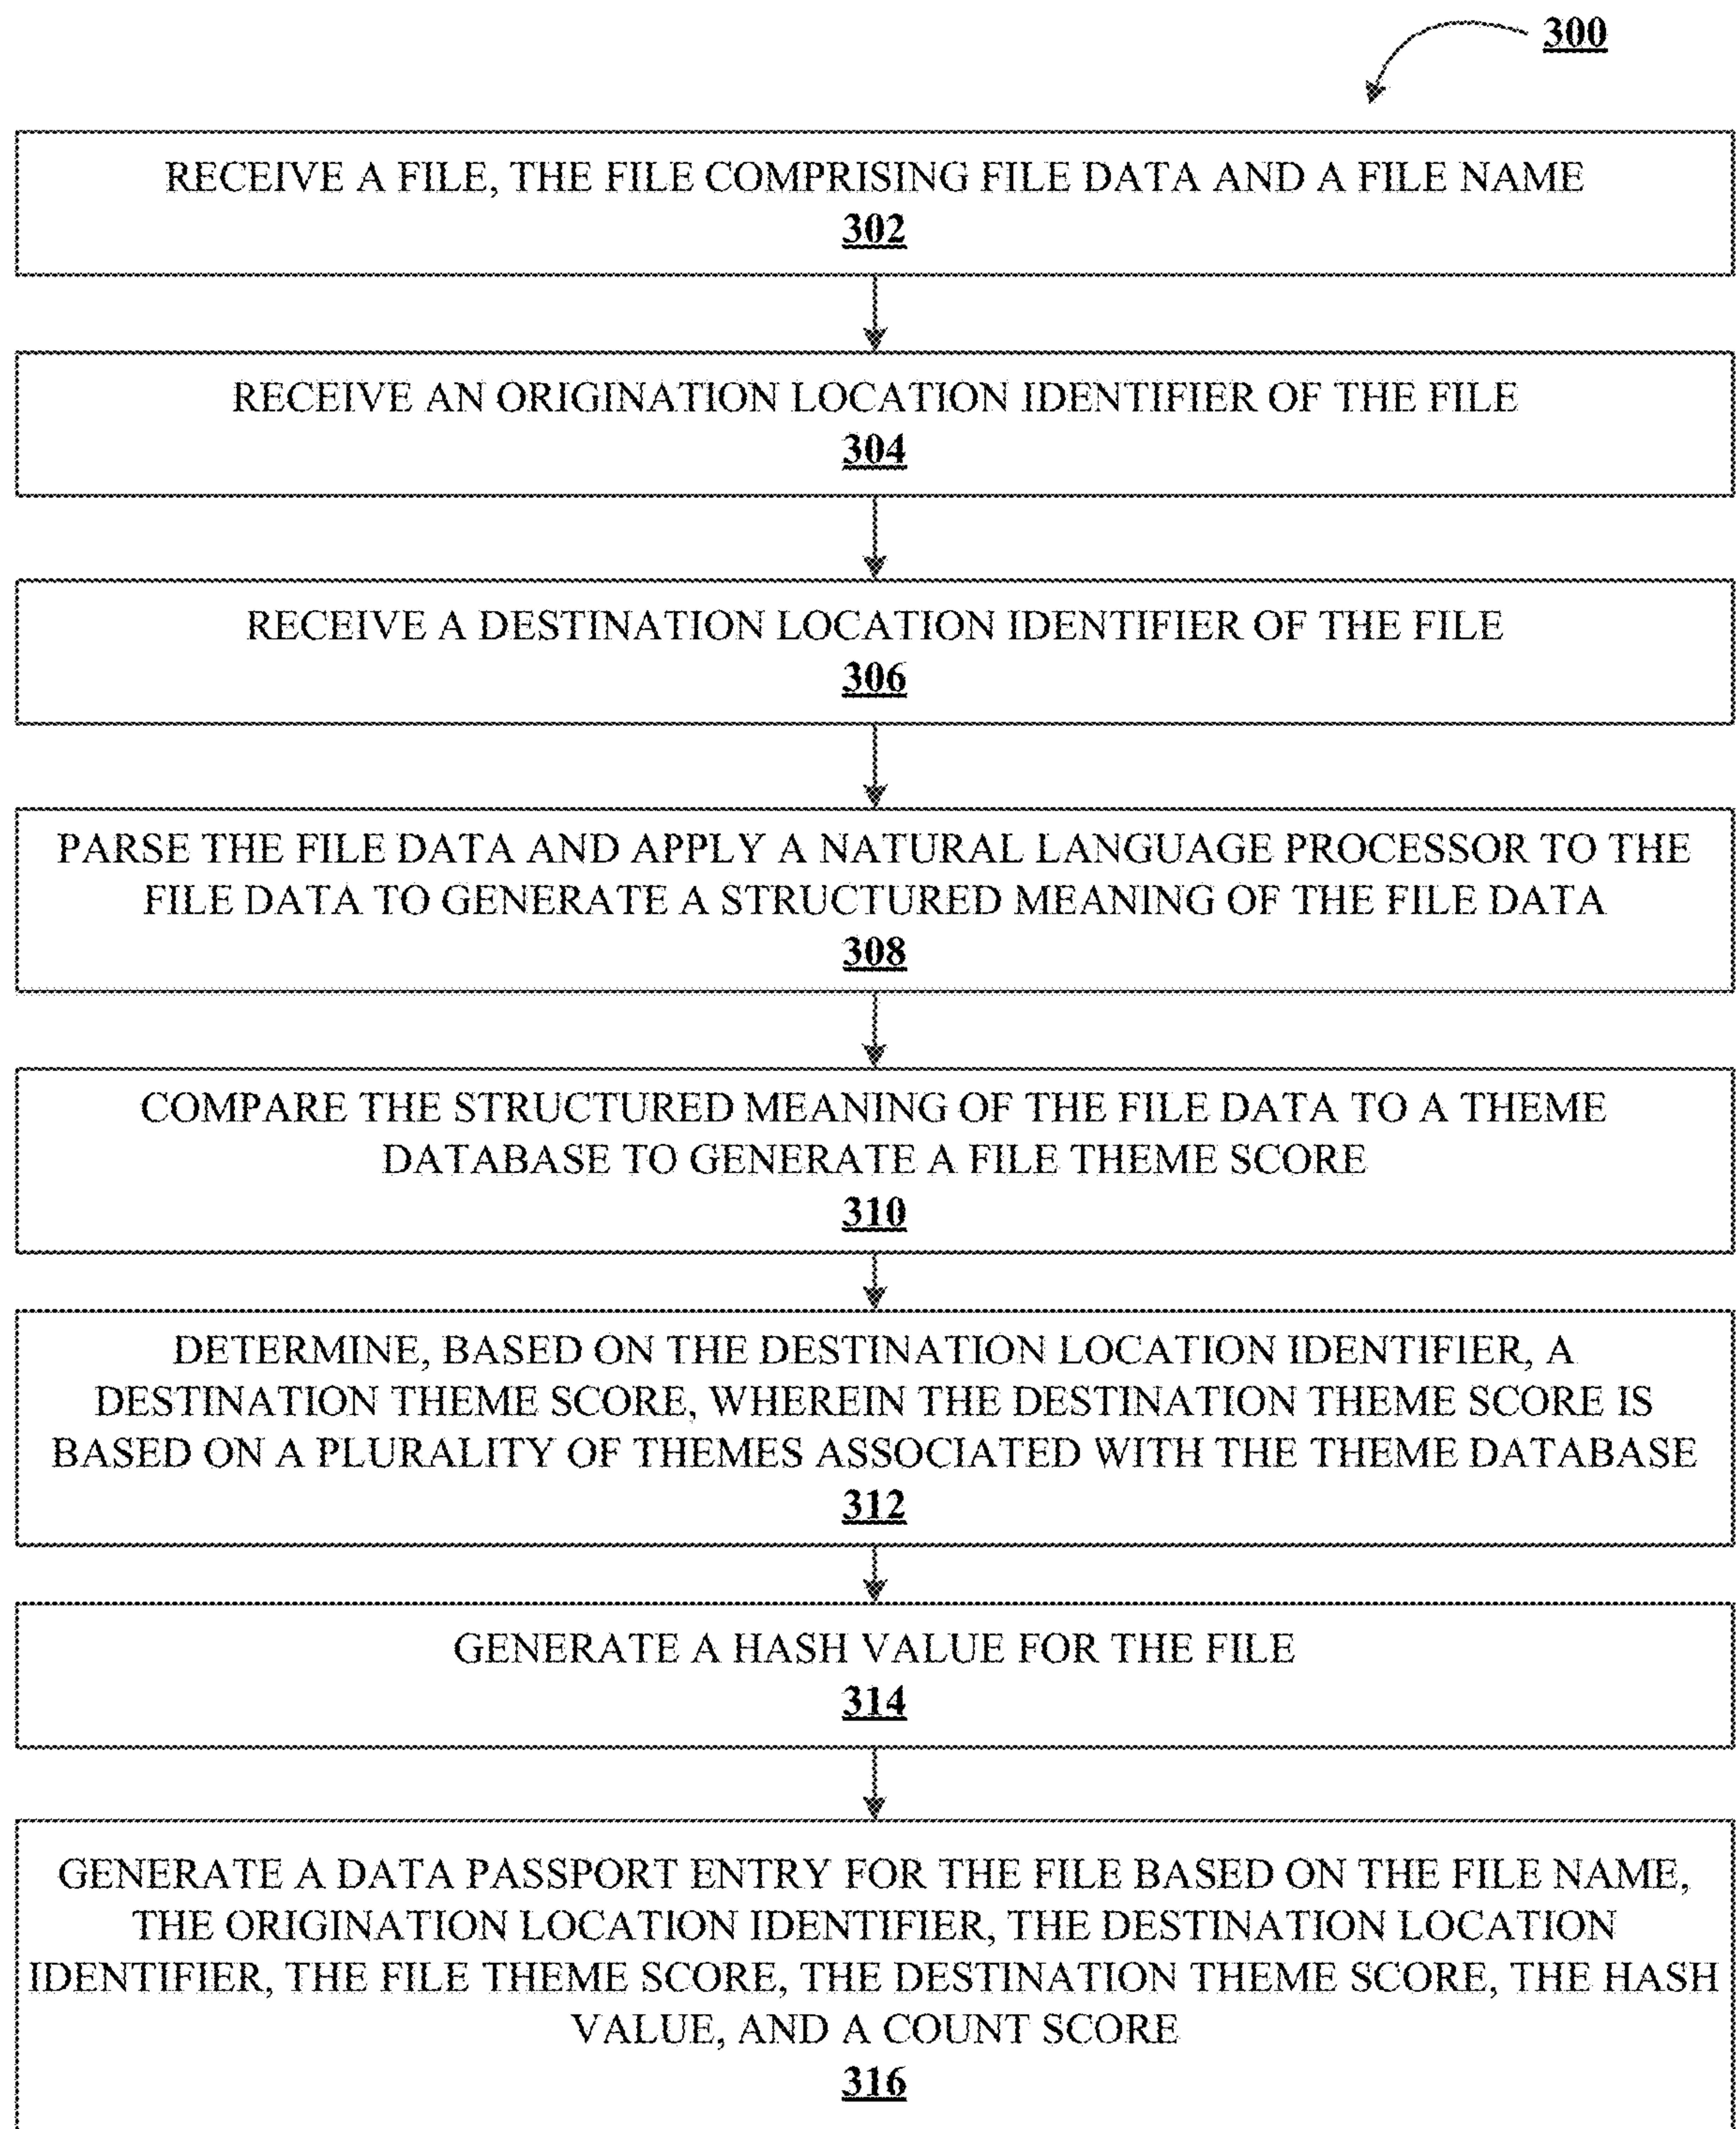 300
RECEIVE A FILE, THE FILE COMPRISING FILE DATA AND A FILE NAME
302
RECEIVE AN ORIGINATION LOCATION IDENTIFIER OF THE FILE
304
RECEIVE A DESTINATION LOCATION IDENTIFIER OF THE FILE
306
PARSE THE FILE DATA AND APPLY A NATURAL LANGUAGE PROCESSOR TO THE
FILE DATA TO GENERATE A STRUCTURED MEANING OF THE FILE DATA
308
COMPARE THE STRUCTURED MEANING OF THE FILE DATA TO A THEME
DATABASE TO GENERATE A FILE THEME SCORE
310
DETERMINE, BASED ON THE DESTINATION LOCATION IDENTIFIER, A
DESTINATION THEME SCORE, WHEREIN THE DESTINATION THEME SCORE IS
BASED ON A PLURALITY OF THEMES ASSOCIATED WITH THE THEME DATABASE
312
GENERATE A HASH VALUE FOR THE FILE
314
GENERATE A DATA PASSPORT ENTRY FOR THE FILE BASED ON THE FILE NAME,
THE ORIGINATION LOCATION IDENTIFIER, THE DESTINATION LOCATION
IDENTIFIER, THE FILE THEME SCORE, THE DESTINATION THEME SCORE, THE HASH
VALUE, AND A COUNT SCORE
316